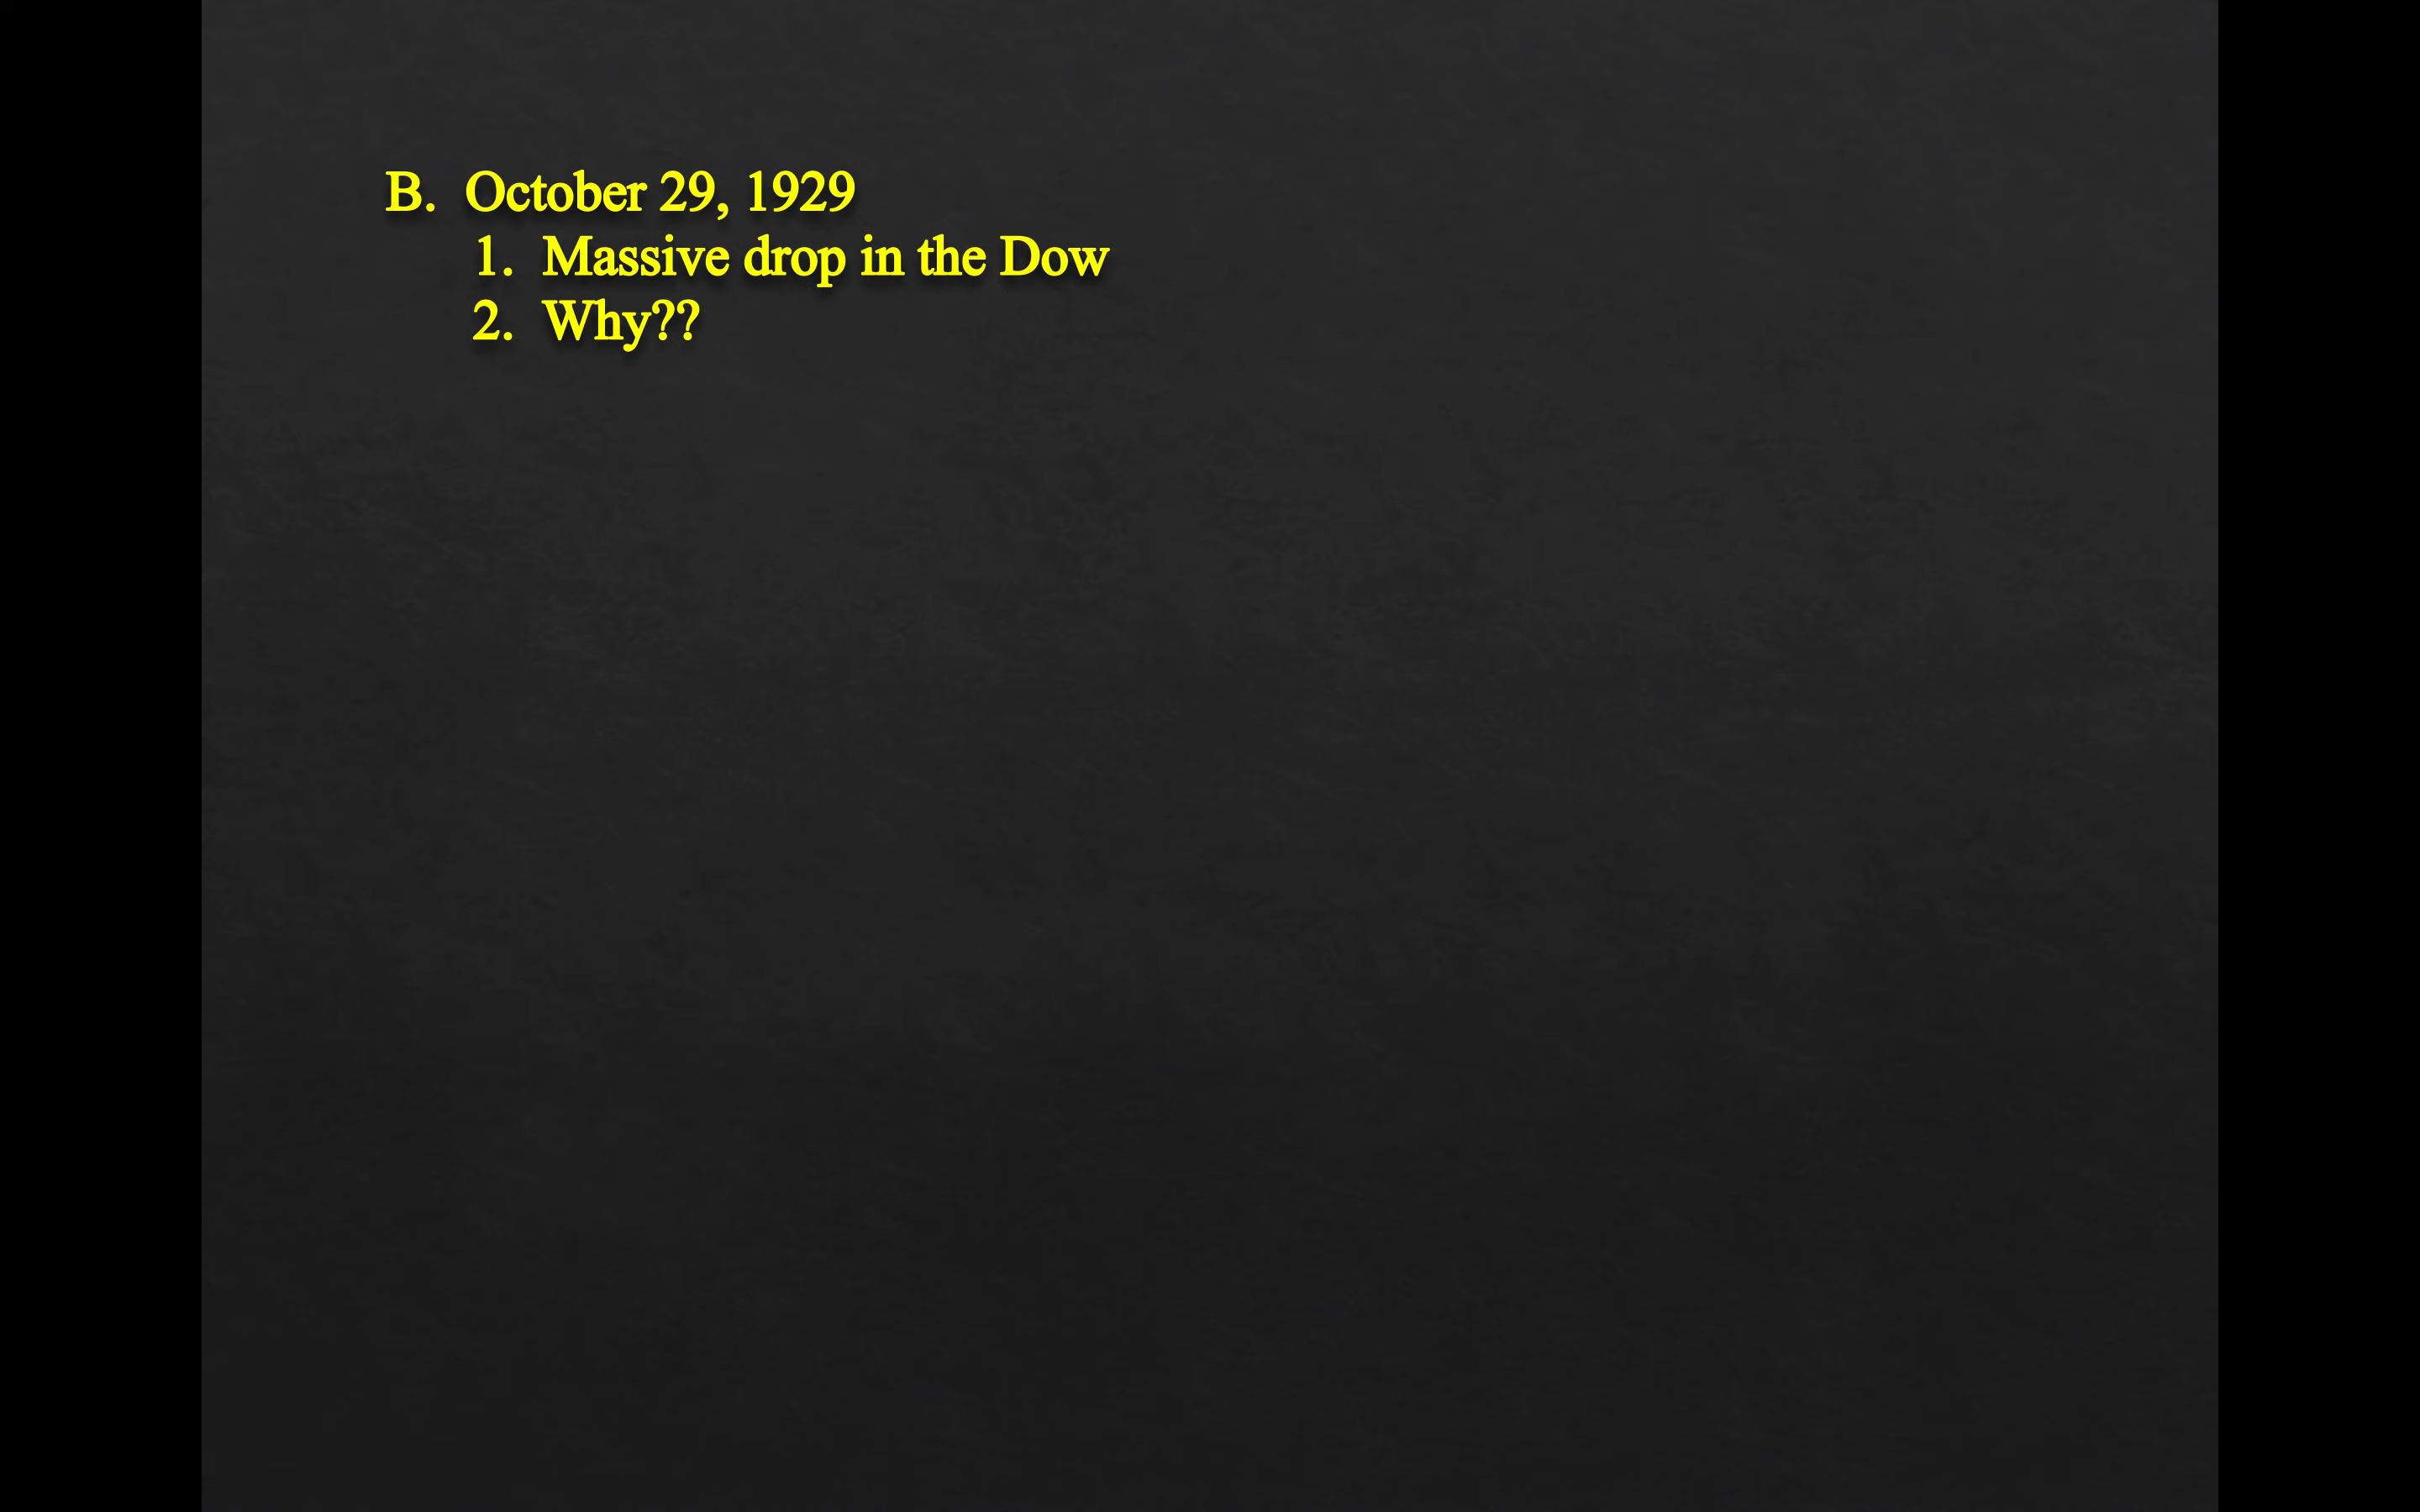 B. October 29, 1929
1. Massive drop in the Dow
2. Why??